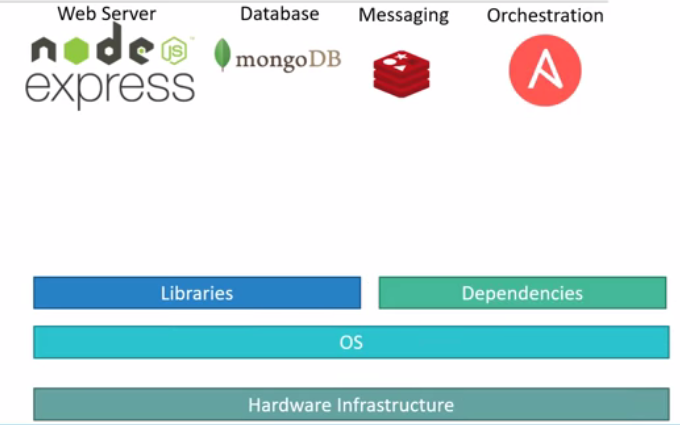 Web Server
Database
Messaging
Orchestration
node JS
express
mongoDB
Libraries
Dependencies
OS
Hardware Infrastructure